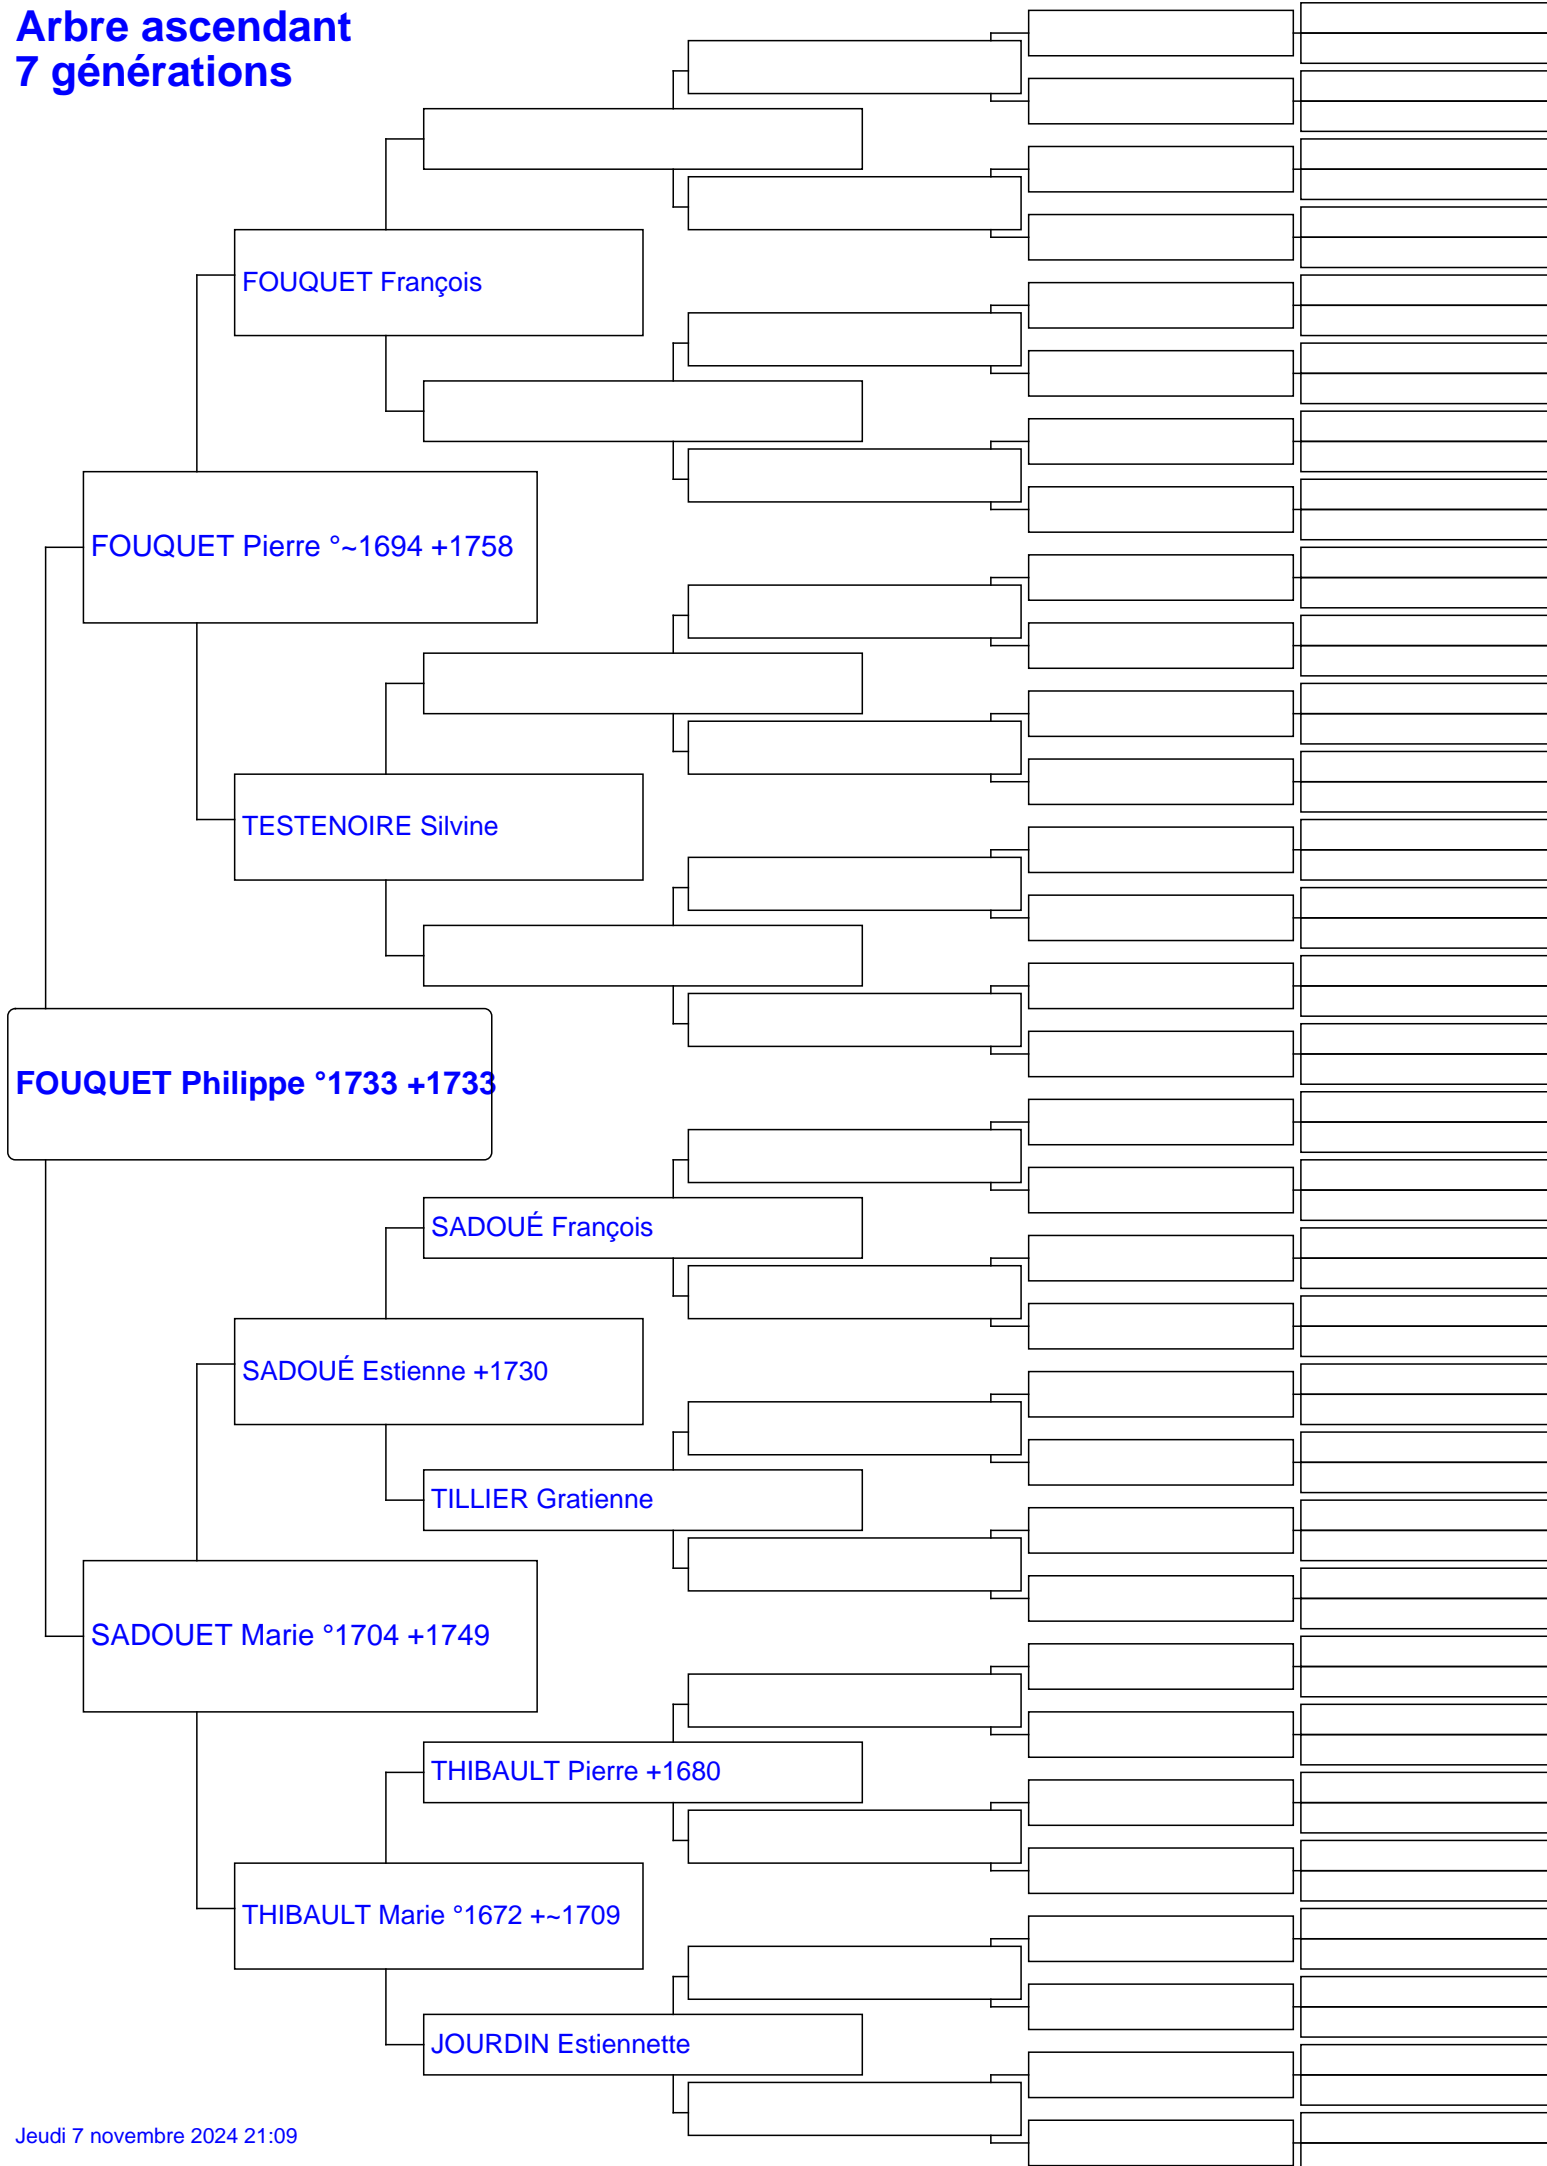 Arbre ascendant
7 générations
FOUQUET François
FOUQUET Pierre °~1694 +1758
TESTENOIRE Silvine
FOUQUET Philippe °1733 +1733
SADOUÉ François
SADOUÉ Estienne +1730
TILLIER Gratienne
SADOUET Marie °1704 +1749
THIBAULT Pierre +1680
THIBAULT Marie °1672 +~1709
JOURDIN Estiennette
Jeudi 7 novembre 2024 21:09